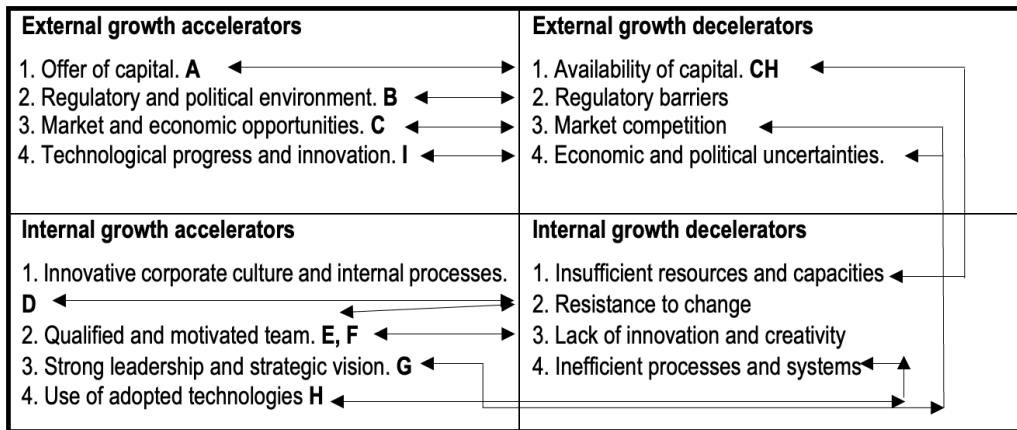 External growth accelerators
1. Offer of capital. A
2. Regulatory and political environment. B
3. Market and economic opportunities. C
4. Technological progress and innovation. I
External growth decelerators
1. Availability of capital. CH
2. Regulatory barriers
3. Market competition
4. Economic and political uncertainties.
Internal growth accelerators
1. Innovative corporate culture and internal processes.
D
2. Qualified and motivated team. E, F
3. Strong leadership and strategic vision. G
4. Use of adopted technologies H
Internal growth decelerators
1. Insufficient resources and capacities
2. Resistance to change
3. Lack of innovation and creativity
4. Inefficient processes and systems